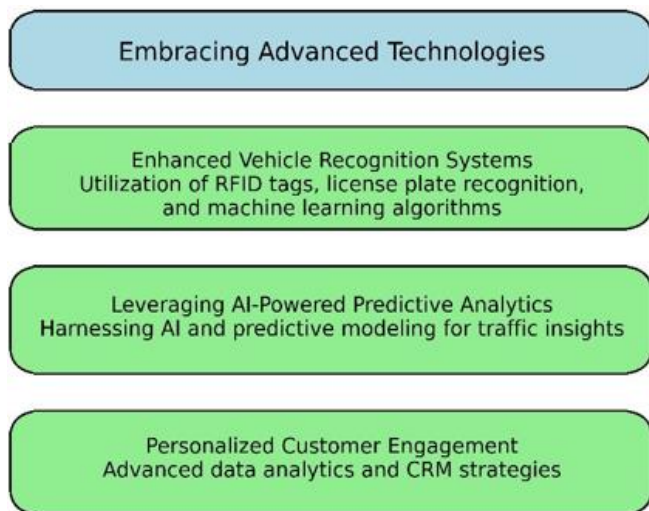 Embracing Advanced Technologies
Enhanced Vehicle Recognition Systems
Utilization of RFID tags, license plate recognition,
and machine learning algorithms
Leveraging AI-Powered Predictive Analytics
Harnessing AI and predictive modeling for traffic insights
Personalized Customer Engagement
Advanced data analytics and CRM strategies